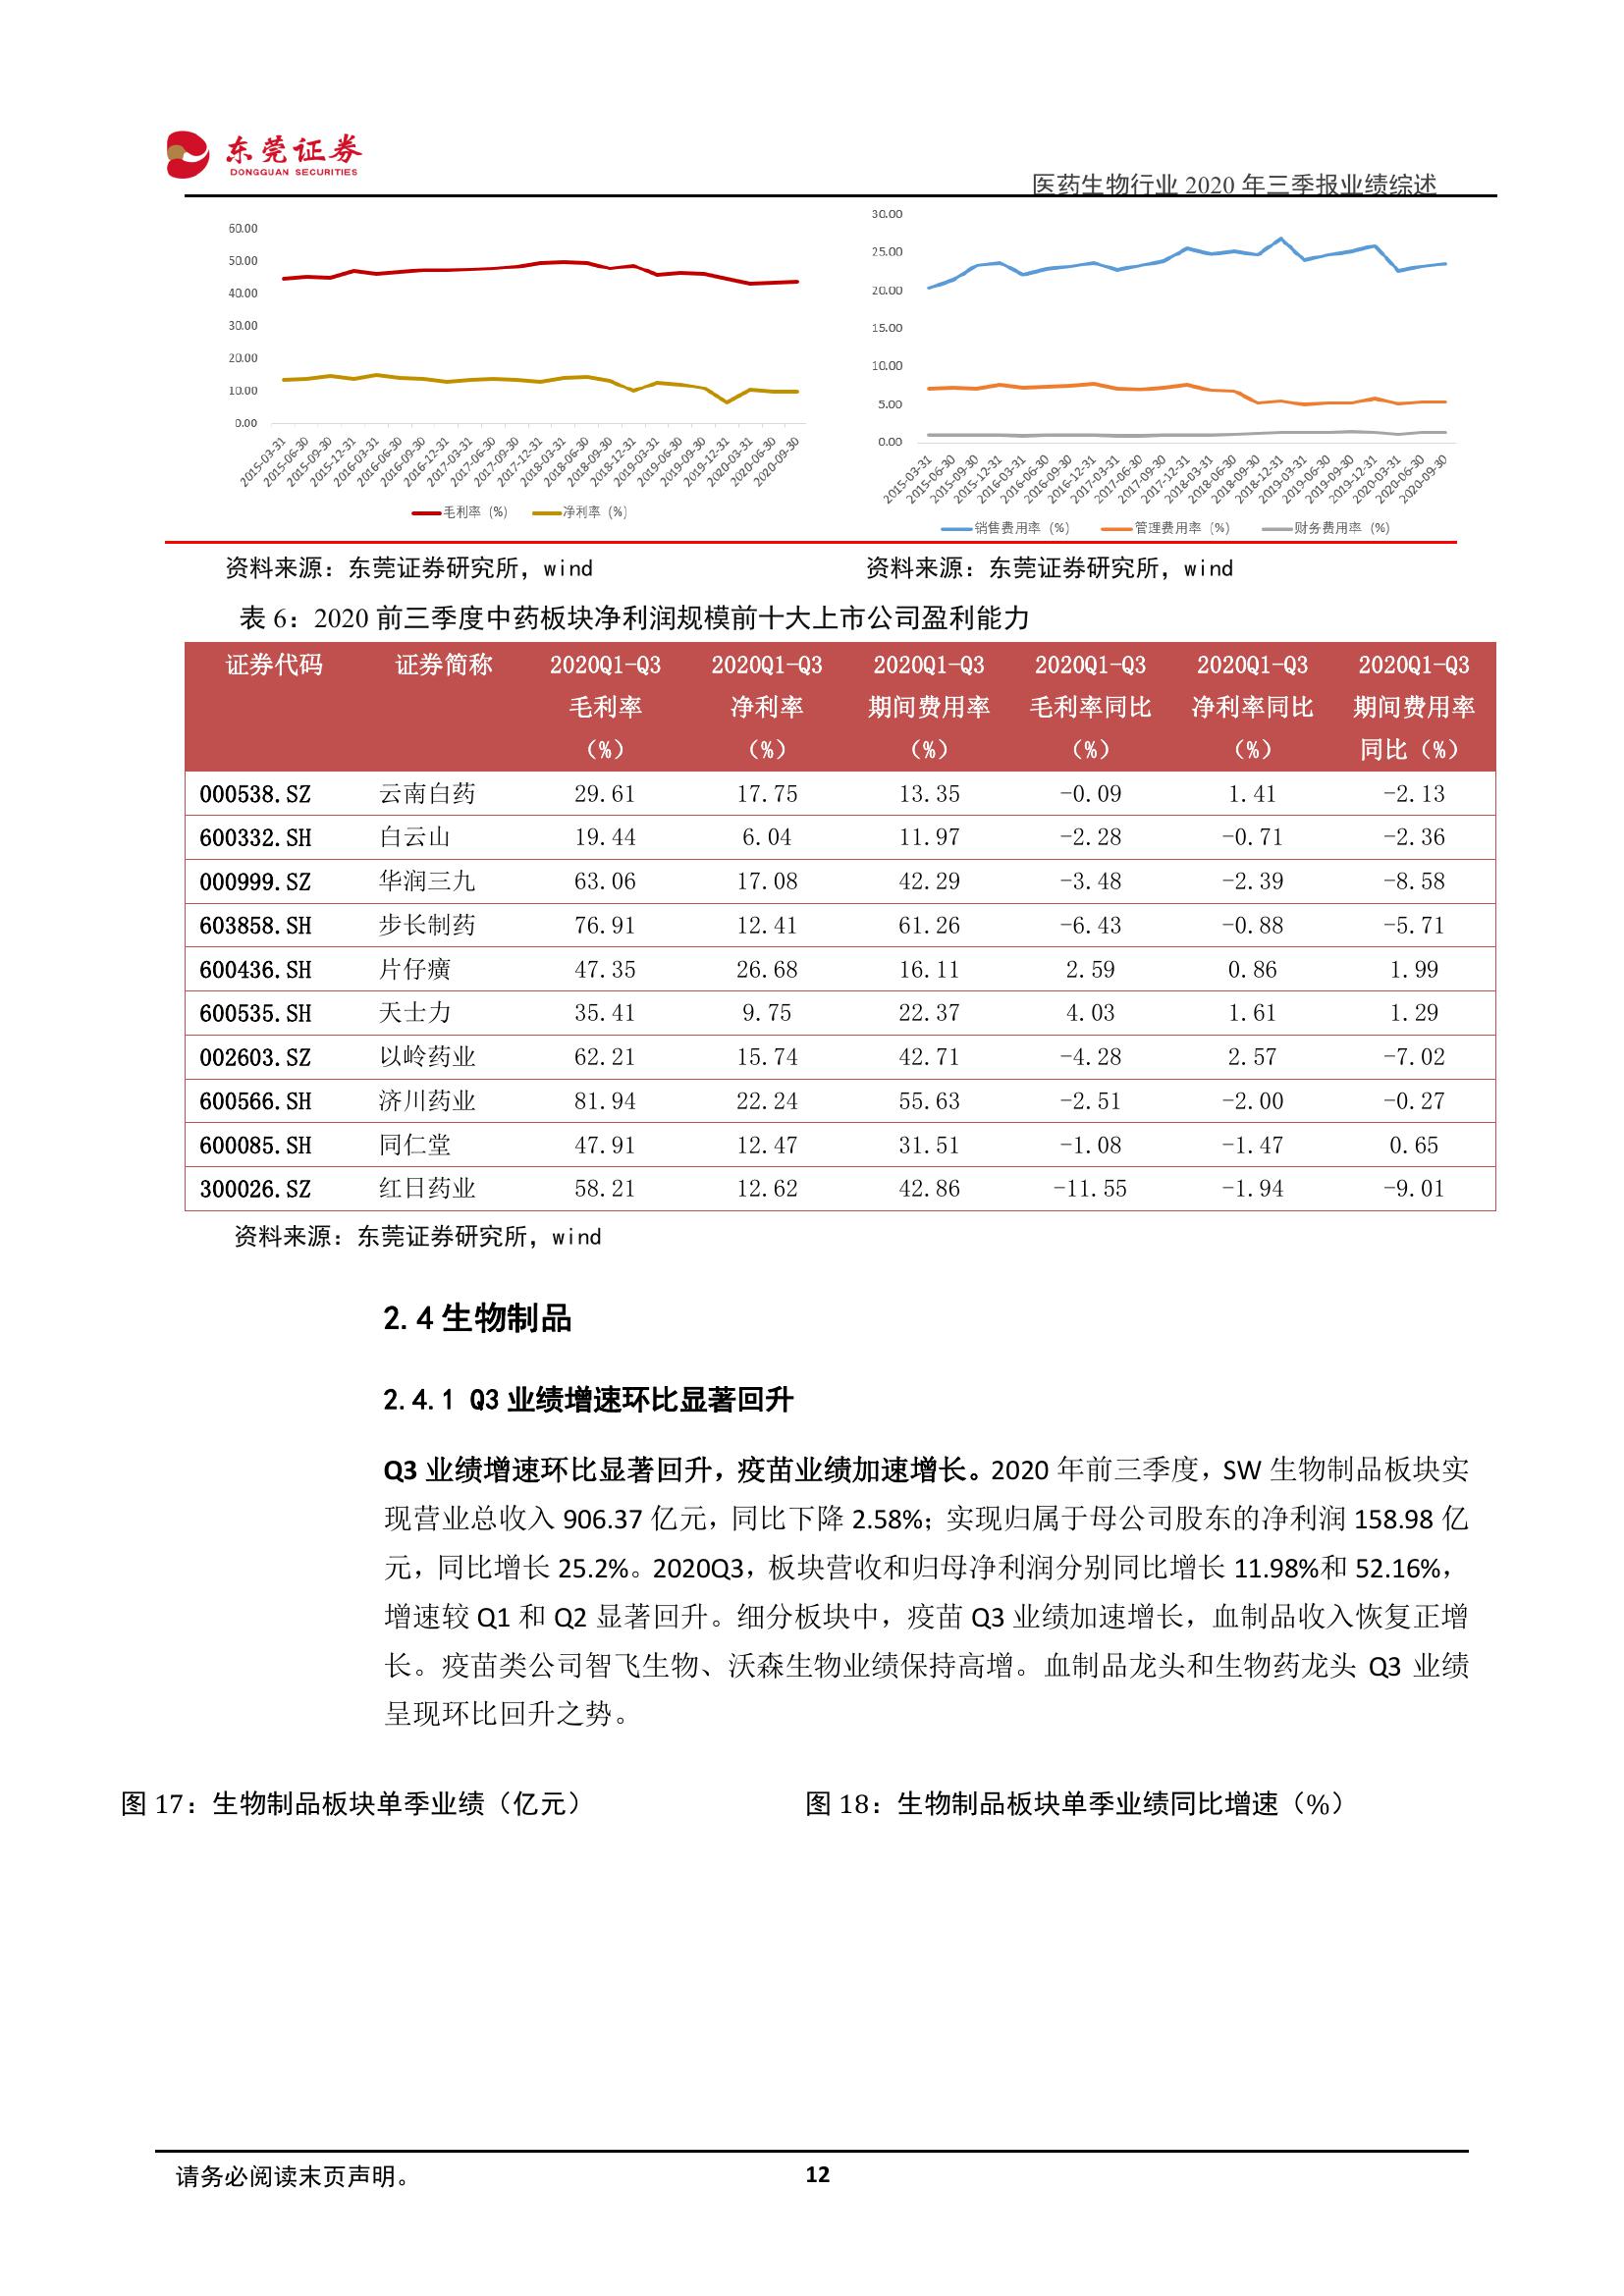 东莞证券
DONGGUAN SECURITIES
医药生物行业 2020 年三季报业绩综述
60.00
50.00
40.00
30.00
20.00
10.00
0.00
2015-03-31
2015-06-30
2015-09-30
2015-12-31
2016-03-31
2016-06-30
2016-09-30
2016-12-31
2017-03-31
2017-06-30
2017-09-30
2017-12-31
2018-03-31
2018-06-30
2018-09-30
2018-12-31
2019-03-31
2019-06-30
2019-09-30
2019-12-31
2020-03-31
2020-06-30
2020-09-30
毛利率（%） 净利率（%）
30.00
25.00
20.00
15.00
10.00
5.00
0.00
2015-03-31
2015-06-30
2015-09-30
2015-12-31
2016-03-31
2016-06-30
2016-09-30
2016-12-31
2017-03-31
2017-06-30
2017-09-30
2017-12-31
2018-03-31
2018-06-30
2018-09-30
2018-12-31
2019-03-31
2019-06-30
2019-09-30
2019-12-31
2020-03-31
2020-06-30
2020-09-30
销售费用率（%） 管理费用率（%） 财务费用率（%）
资料来源：东莞证券研究所，wind 资料来源：东莞证券研究所，wind
表 6：2020 前三季度中药板块净利润规模前十大上市公司盈利能力
证券代码 证券简称 2020Q1-Q3 2020Q1-Q3 2020Q1-Q3 2020Q1-Q3 2020Q1-Q3 2020Q1-Q3
毛利率 净利率 期间费用率 毛利率同比 净利率同比 期间费用率
（%） （%） （%） （%） （%） 同比（%）
000538.SZ 云南白药 29.61 17.75 13.35 -0.09 1.41 -2.13
600332.SH 白云山 19.44 6.04 11.97 -2.28 -0.71 -2.36
000999.SZ 华润三九 63.06 17.08 42.29 -3.48 -2.39 -8.58
603858.SH 步长制药 76.91 12.41 61.26 -6.43 -0.88 -5.71
600436.SH 片仔癀 47.35 26.68 16.11 2.59 0.86 1.99
600535.SH 天士力 35.41 9.75 22.37 4.03 1.61 1.29
002603.SZ 以岭药业 62.21 15.74 42.71 -4.28 2.57 -7.02
600566.SH 济川药业 81.94 22.24 55.63 -2.51 -2.00 -0.27
600085.SH 同仁堂 47.91 12.47 31.51 -1.08 -1.47 0.65
300026.SZ 红日药业 58.21 12.62 42.86 -11.55 -1.94 -9.01
资料来源：东莞证券研究所，wind
2.4 生物制品
2.4.1 Q3 业绩增速环比显著回升
Q3 业绩增速环比显著回升，疫苗业绩加速增长。2020 年前三季度，SW 生物制品板块实
现营业总收入 906.37 亿元，同比下降 2.58%；实现归属于母公司股东的净利润 158.98 亿
元，同比增长 25.2%。2020Q3，板块营收和归母净利润分别同比增长 11.98%和 52.16%，
增速较 Q1 和 Q2 显著回升。细分板块中，疫苗 Q3 业绩加速增长，血制品收入恢复正增
长。疫苗类公司智飞生物、沃森生物业绩保持高增。血制品龙头和生物药龙头 Q3 业绩
呈现环比回升之势。
图 17：生物制品板块单季业绩（亿元） 图 18：生物制品板块单季业绩同比增速（%）
请务必阅读末页声明。 12